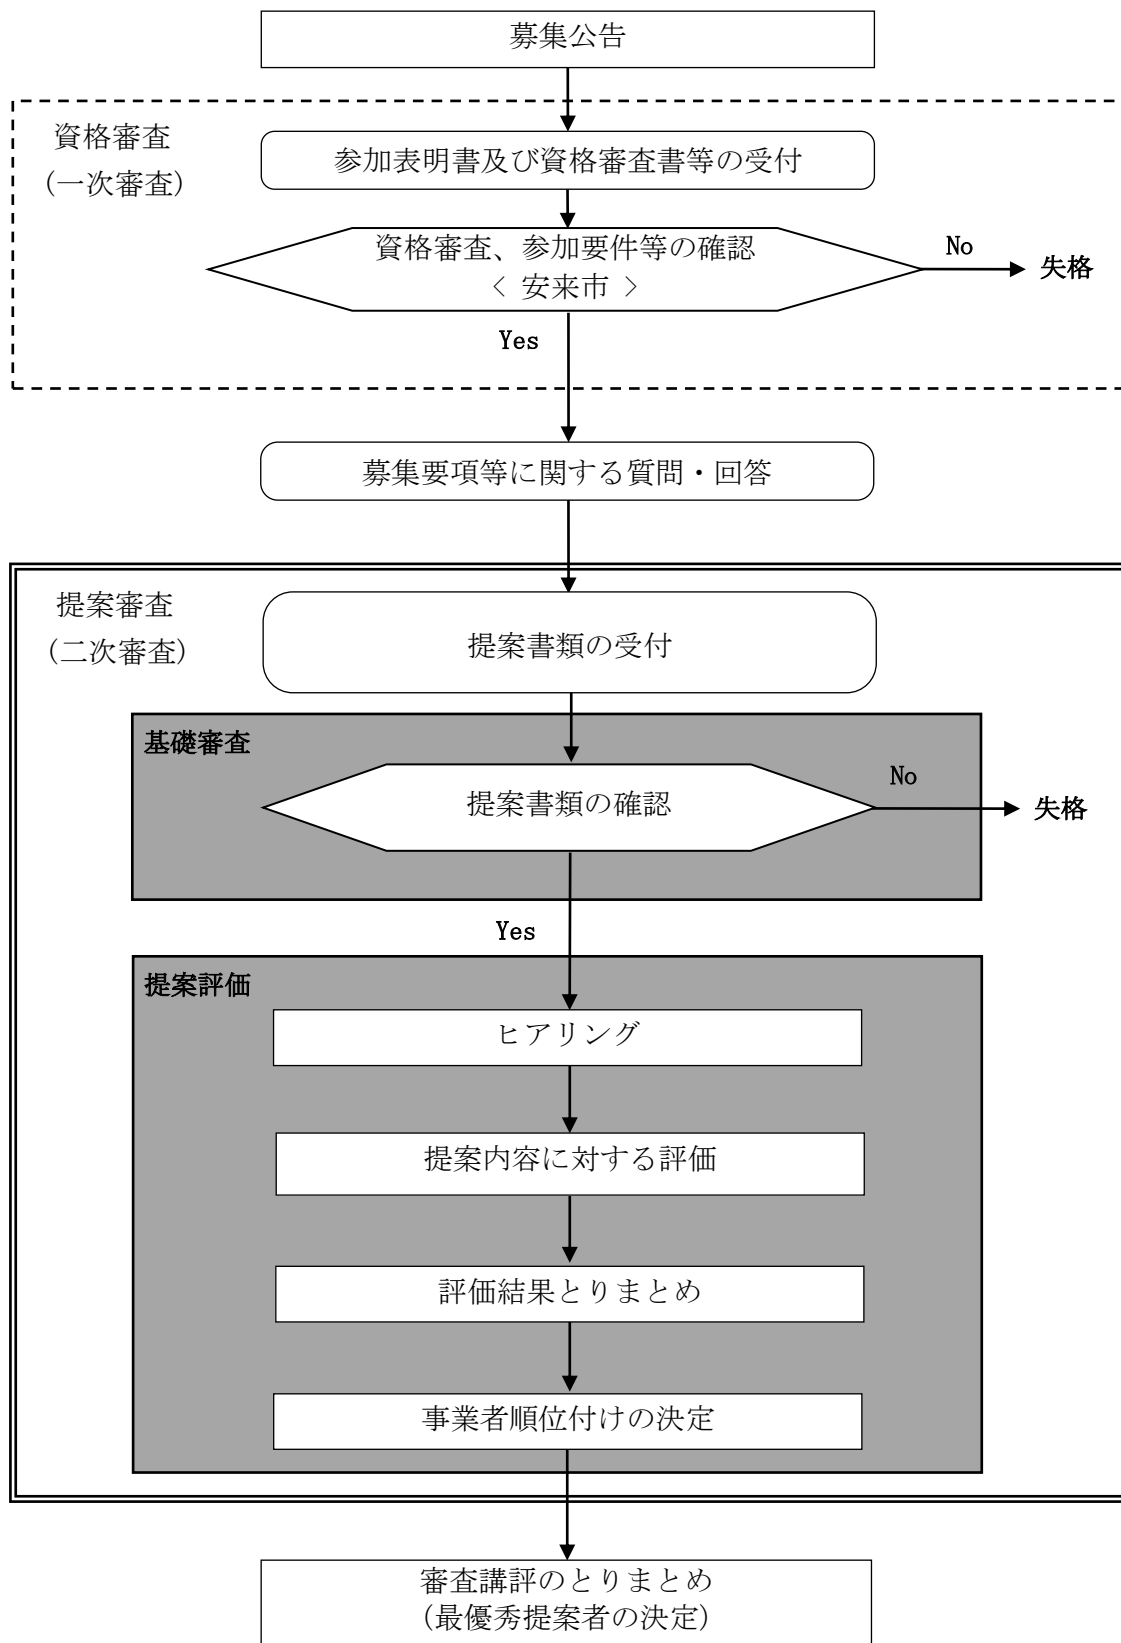 募集公告
資格審査
(一次審査)
参加表明書及び資格審査書等の受付
資格審査、参加要件等の確認
< 安来市 >
No
失格
Yes
募集要項等に関する質問・回答
提案審査
(二次審査)
提案書類の受付
基礎審査
提案書類の確認
No
失格
Yes
提案評価
ヒアリング
提案内容に対する評価
評価結果とりまとめ
事業者順位付けの決定
審査講評のとりまとめ
(最優秀提案者の決定)